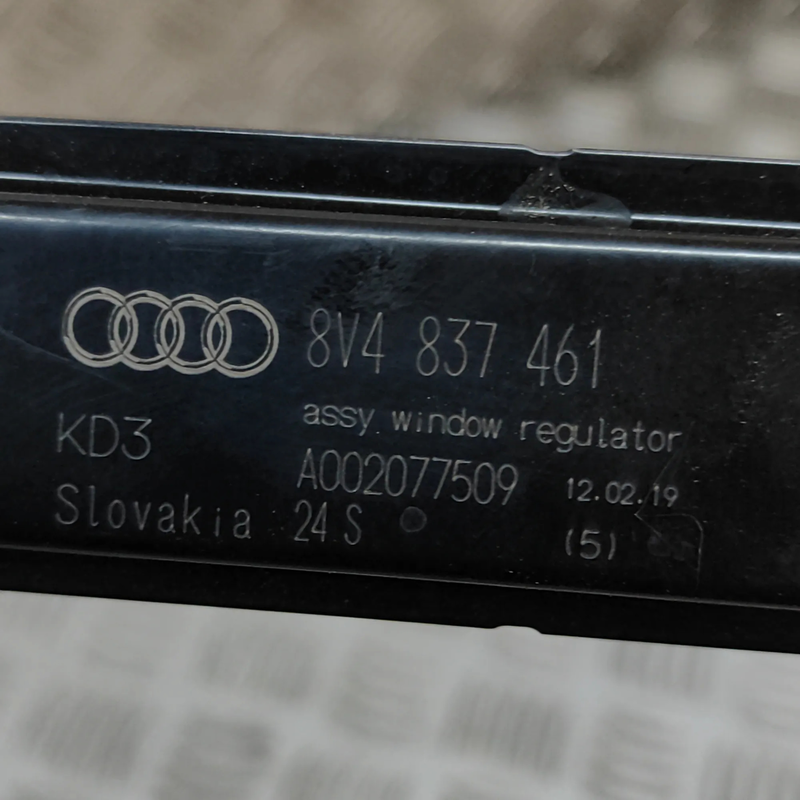 8V4 837 461
assy window regulator
KD3
A002077509 12.02.19
Slovakia 24 S
(5)